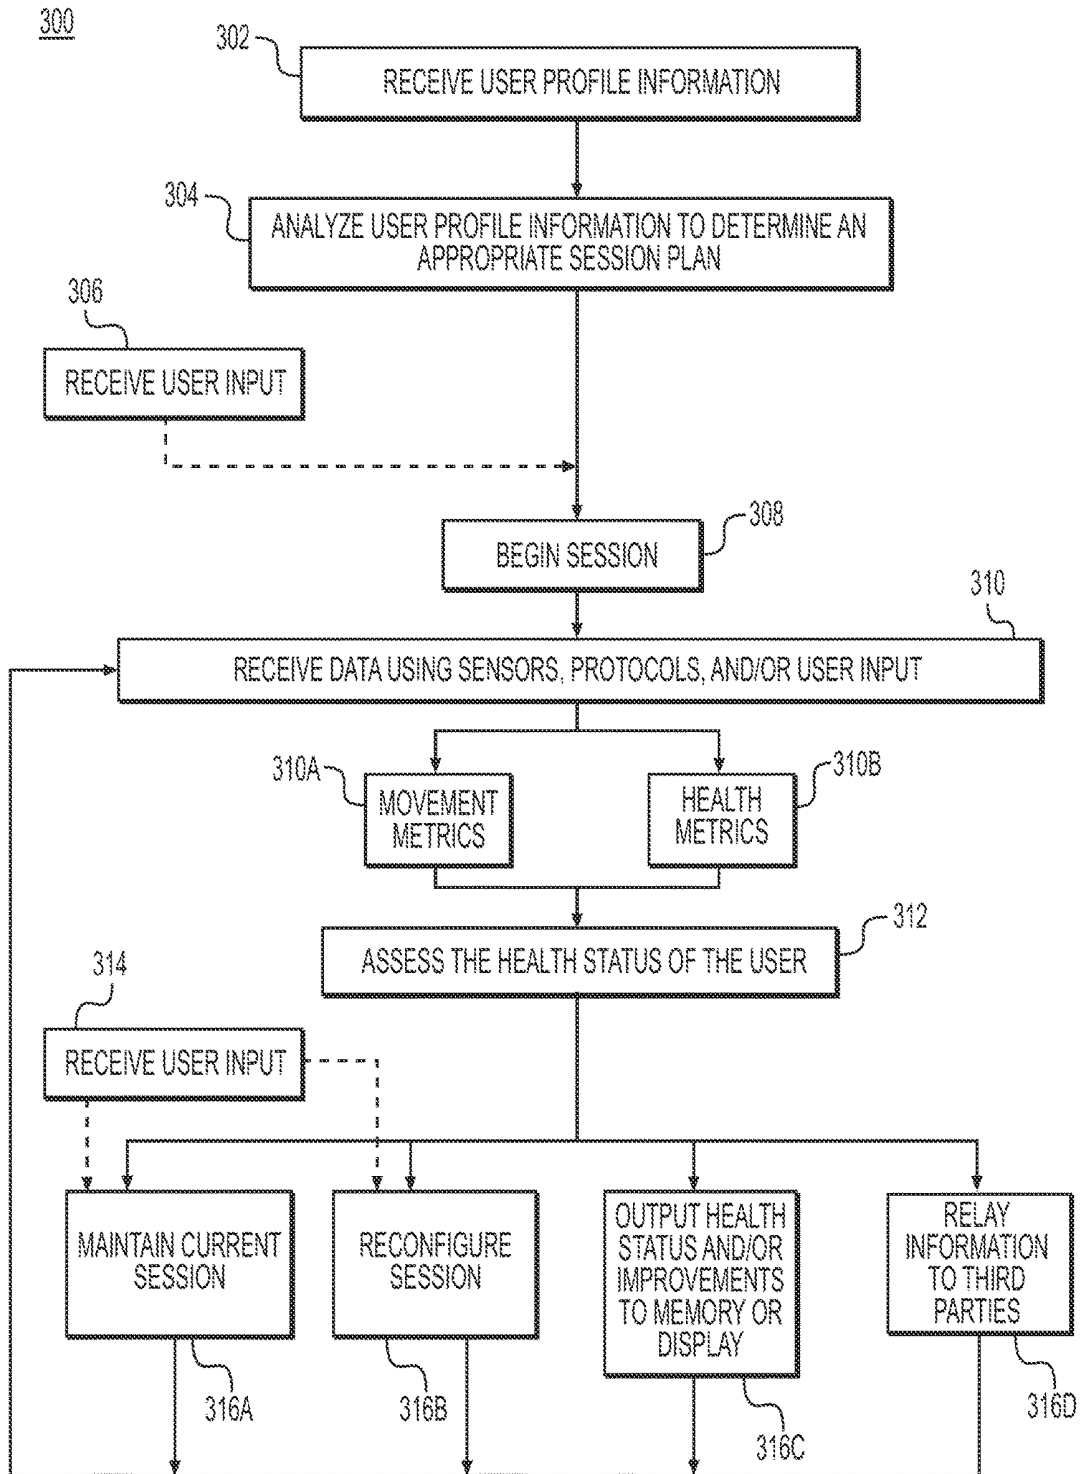 300
302
RECEIVE USER PROFILE INFORMATION
304
ANALYZE USER PROFILE INFORMATION TO DETERMINE AN
APPROPRIATE SESSION PLAN
306
RECEIVE USER INPUT
308
BEGIN SESSION
310
RECEIVE DATA USING SENSORS, PROTOCOLS, AND/OR USER INPUT
310A
MOVEMENT
METRICS
310B
HEALTH
METRICS
312
ASSESS THE HEALTH STATUS OF THE USER
314
RECEIVE USER INPUT
MAINTAIN CURRENT
SESSION
316A
RECONFIGURE
SESSION
316B
OUTPUT HEALTH
STATUS AND/OR
IMPROVEMENTS
TO MEMORY OR
DISPLAY
316C
RELAY
INFORMATION
TO THIRD
PARTIES
316D